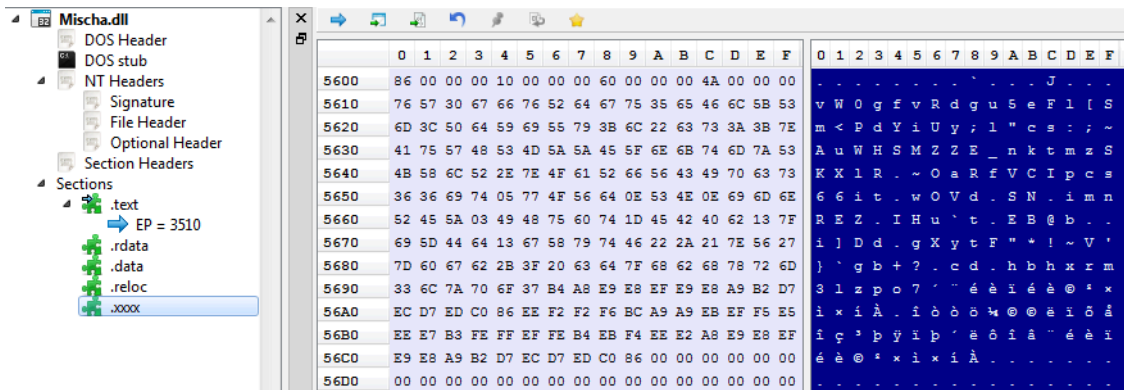 Mischa.dll
DOS Header
DOS stub
NT Headers
Signature
File Header
Optional Header
Section Headers
Sections
.text
EP = 3510
.rdata
.data
.reloc
.xxxx
0 1 2 3 4 5 6 7 8 9 A B C D E F 0 1 2 3 4 5 6 7 8 9 A B C D E F
5600 86 00 00 00 10 00 00 00 60 00 00 00 4A 00 00 00 . . . . . . . . ` . . . J . . .
5610 76 57 30 67 66 76 52 64 67 75 35 65 46 6C 5B 53 v W 0 g f v R d g u 5 e F l [ S
5620 6D 3C 50 64 59 69 55 79 3B 6C 22 63 73 3A 3B 7E m < P d Y i U y ; l " c s : ; ~
5630 41 75 57 48 53 4D 5A 5A 45 5F 6E 6B 74 6D 7A 53 A u W H S M Z Z E _ n k t m z S
5640 4B 58 6C 52 2E 7E 4F 61 52 66 56 43 49 70 63 73 K X l R . ~ O a R f V C I p c s
5650 36 36 69 74 05 77 4F 56 64 0E 53 4E 0E 69 6D 6E 6 6 i t . w O V d . S N . i m n
5660 52 45 5A 03 49 48 75 60 74 1D 45 42 40 62 13 7F R E Z . I H u ` t . E B @ b . .
5670 69 5D 44 64 13 67 58 79 74 46 22 2A 21 7E 56 27 i ] D d . g X y t F " * ! ~ V '
5680 7D 60 67 62 2B 3F 20 63 64 7F 68 62 68 78 72 6D } ` g b + ? . c d . h b h x r m
5690 33 6C 7A 70 6F 37 B4 A8 E9 E8 EF E9 E8 A9 B2 D7 3 l z p o 7 ´ ¨ é è ï é è © ² ×
56A0 EC D7 ED C0 86 EE F2 F2 F6 BC A9 A9 EB EF F5 E5 ì × í À . î ò ò ö ¼ © © ë ï õ å
56B0 EE E7 B3 FE FF EF FE B4 EB F4 EE E2 A8 E9 E8 EF î ç ³ þ ÿ ï þ ´ ë ô î â ¨ é è ï
56C0 E9 E8 A9 B2 D7 EC D7 ED C0 86 00 00 00 00 00 00 é è © ² × ì × í À . . . . . . .
56D0 00 00 00 00 00 00 00 00 00 00 00 00 00 00 00 00 . . . . . . . . . . . . . . . .